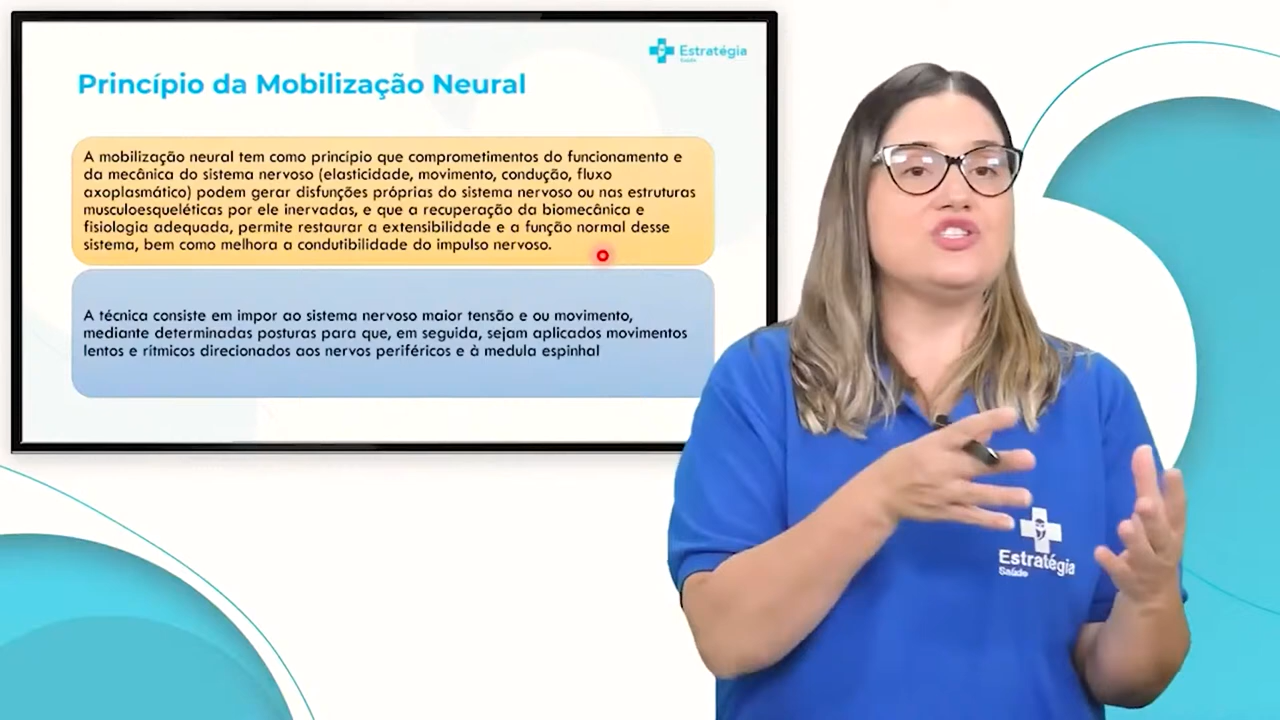 Estratégia
Saúde
Princípio da Mobilização Neural
A mobilização neural tem como princípio que comprometimentos do funcionamento e
da mecânica do sistema nervoso (elasticidade, movimento, condução, fluxo
axoplasmático) podem gerar disfunções próprias do sistema nervoso ou nas estruturas
musculoesqueléticas por ele inervadas, e que a recuperação da biomecânica e
fisiologia adequada, permite restaurar a extensibilidade e a função normal desse
sistema, bem como melhora a condutibilidade do impulso nervoso.
A técnica consiste em impor ao sistema nervoso maior tensão e ou movimento,
mediante determinadas posturas para que, em seguida, sejam aplicados movimentos
lentos e rítmicos direcionados aos nervos periféricos e à medula espinhal
Estratégia
Saúde